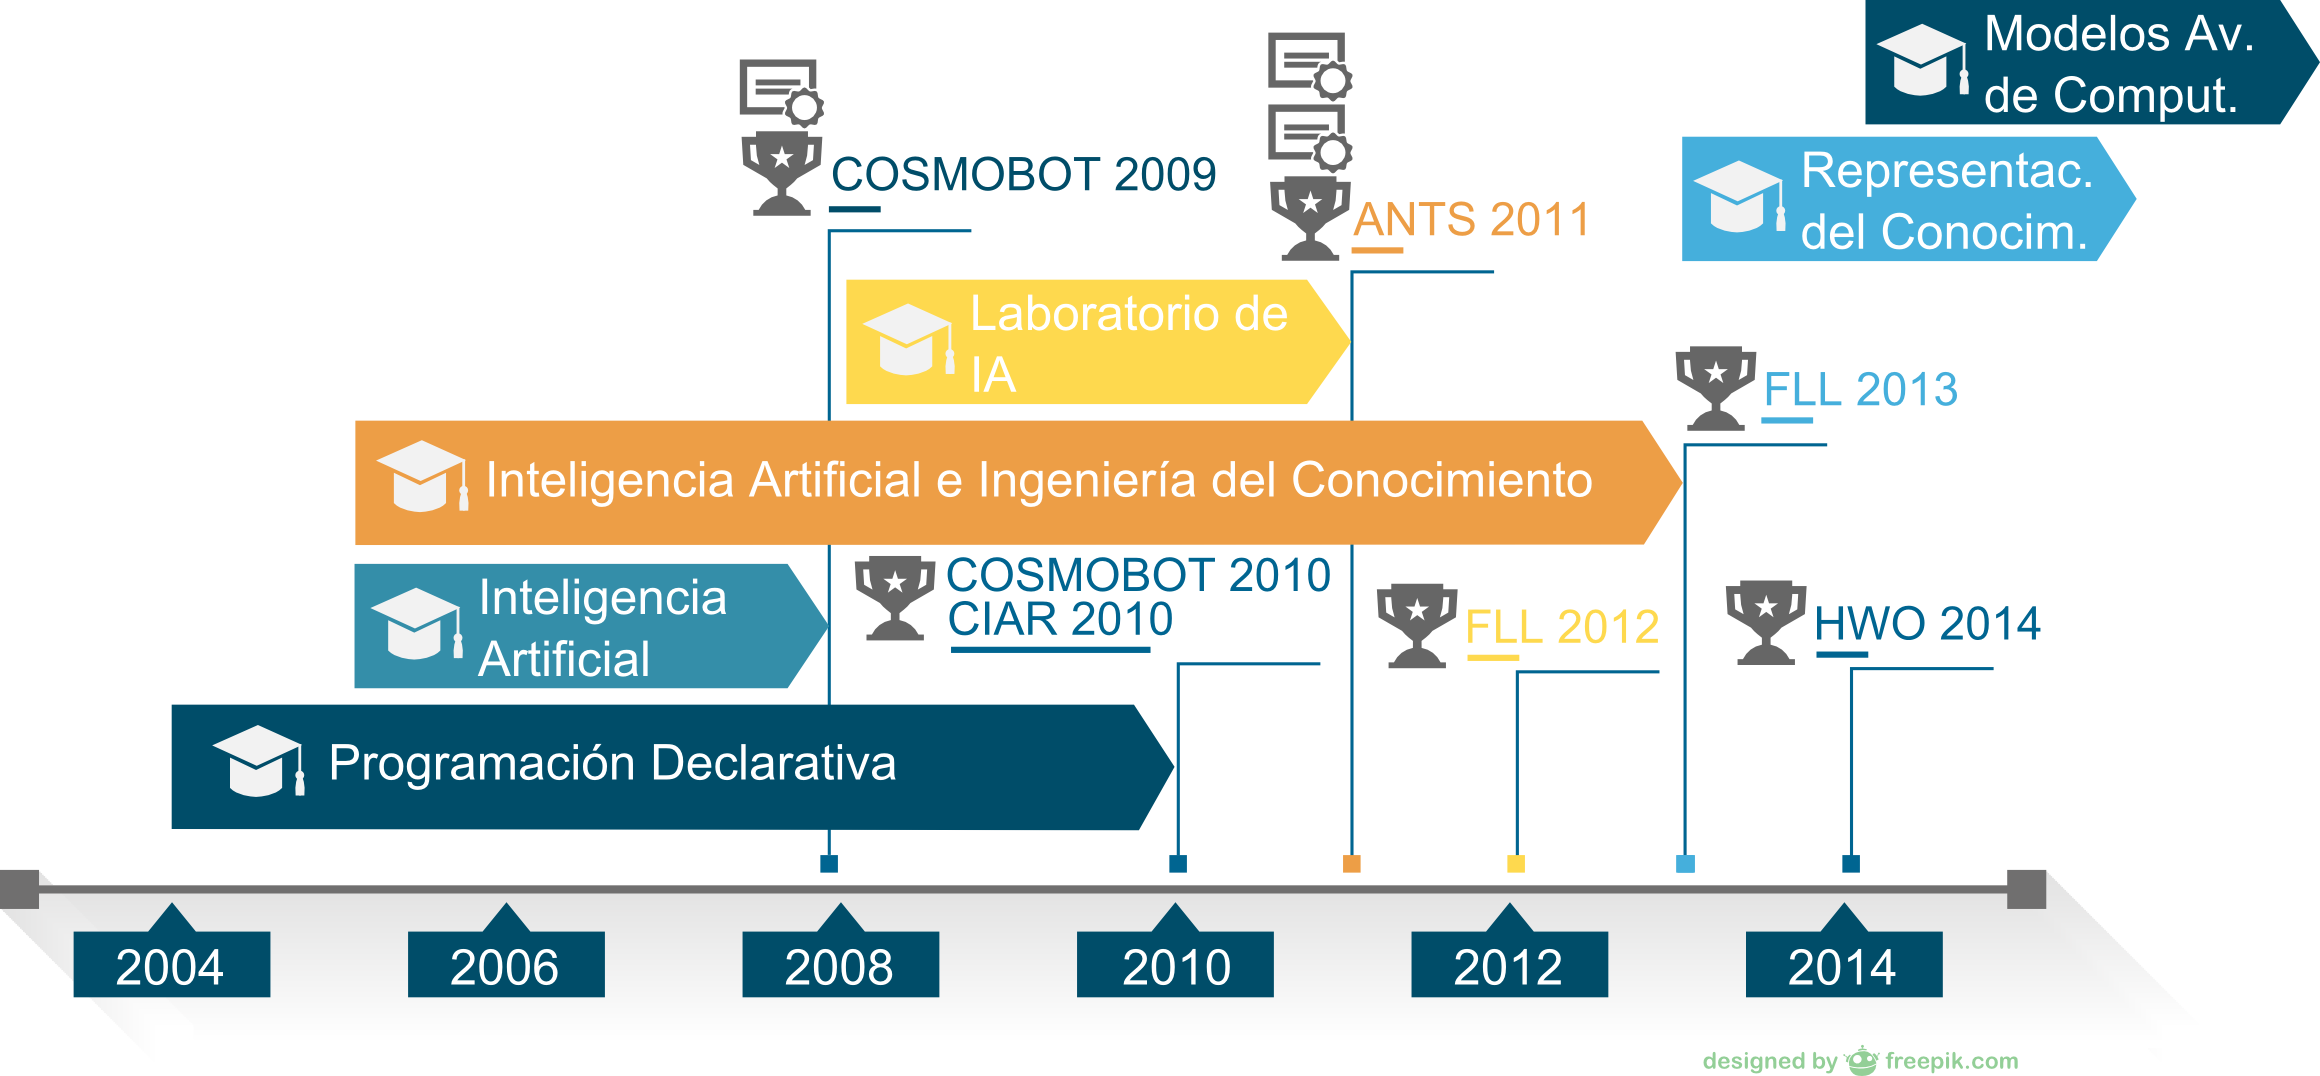 Modelos Av.
de Comput.
COSMOBOT 2009
Representac.
del Conocim.
ANTS 2011
Laboratorio de
IA
FLL 2013
Inteligencia Artificial e Ingeniería del Conocimiento
COSMOBOT 2010
CIAR 2010
Inteligencia
Artificial
FLL 2012
HWO 2014
Programación Declarativa
2004
2006
2008
2010
2012
2014
designed by freepik.com